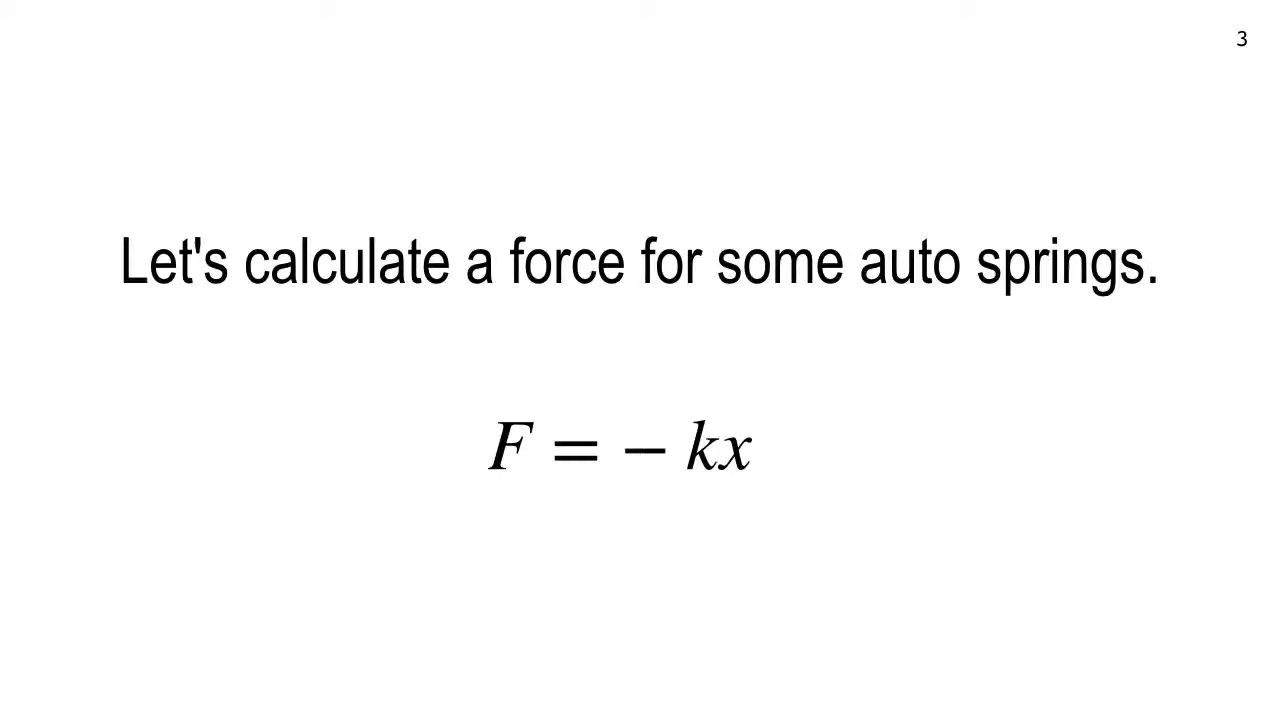 3
Let's calculate a force for some auto springs.
F = − kx